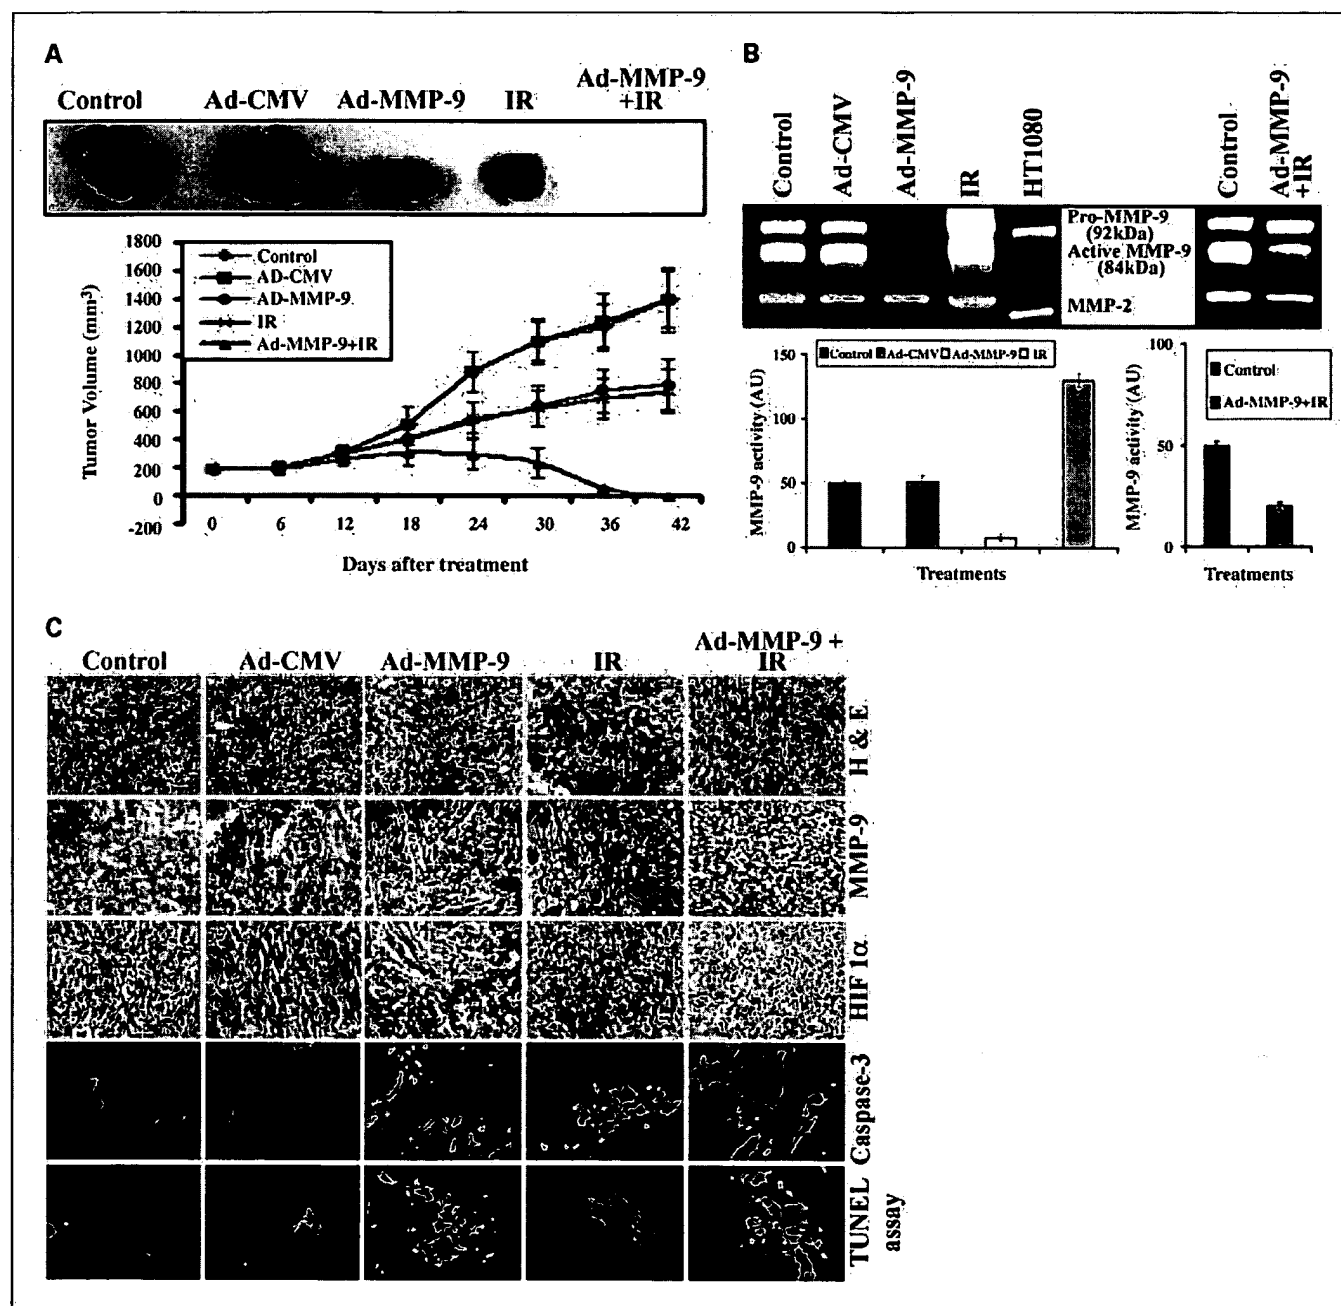 A
Control
Ad-CMV
Ad-MMP-9
IR
Ad-MMP-9
+IR
1800
1600
1400
1200
1000
800
600
400
200
0
-200
Tumor Volume (mm³)
Control
AD-CMV
AD-MMP-9
IR
Ad-MMP-9+IR
0 6 12 18 24 30 36 42
Days after treatment
B
Control
Ad-CMV
Ad-MMP-9
IR
HT1080
Control
Ad-MMP-9
+IR
Pro-MMP-9
(92kDa)
Active MMP-9
(84kDa)
MMP-2
150
100
50
0
MMP-9 activity (AU)
Control Ad-CMV Ad-MMP-9 IR
Treatments
100
50
0
MMP-9 activity (AU)
Control
Ad-MMP-9+IR
Treatments
C
Control
Ad-CMV
Ad-MMP-9
IR
Ad-MMP-9 +
IR
H & E
MMP-9
HIF 1α
Caspase-3
TUNEL
assay